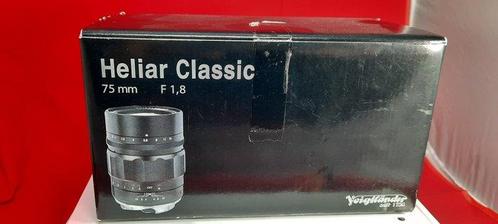 Heliar Classic
75 mm F 1,8
Voigtländer